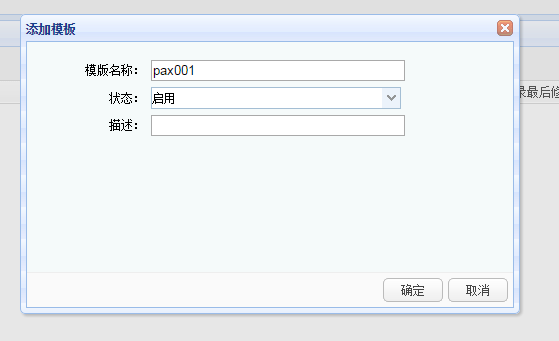 添加模板
模版名称： pax001
状态： 启用
描述：
录最后修
确定 取消